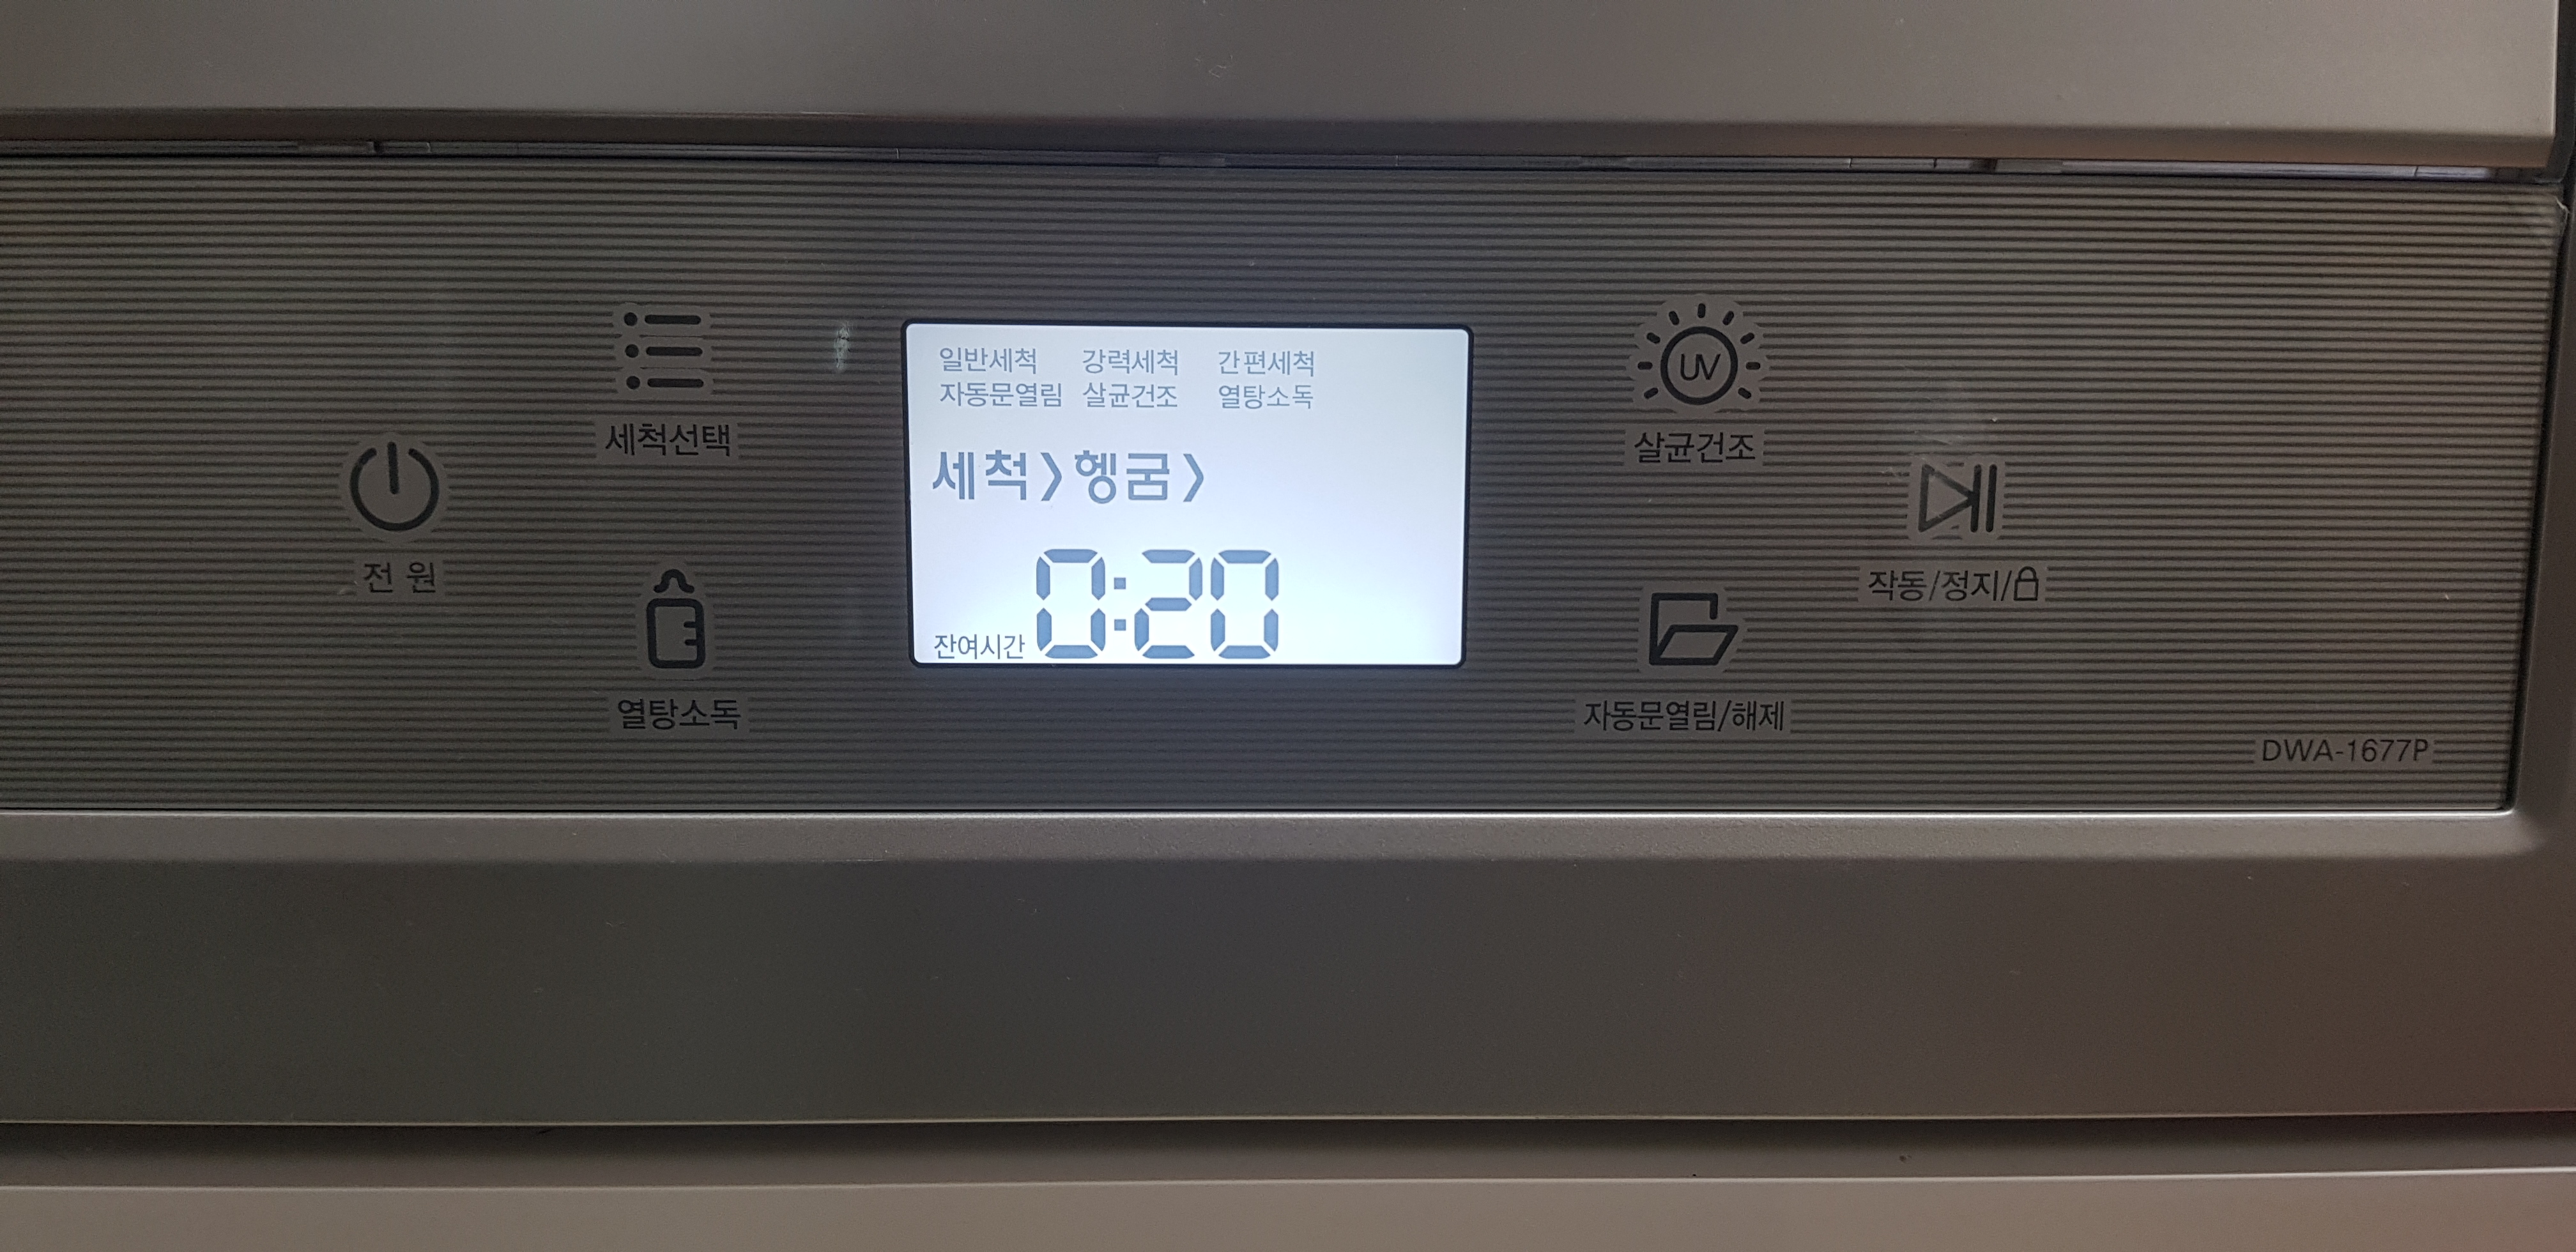 세척선택
전 원
열탕소독
일반세척 강력세척 간편세척
자동문열림 살균건조 열탕소독
세척〉헹굼〉
잔여시간 0:20
UV
살균건조
작동/정지/
자동문열림/해제
DWA-1677P